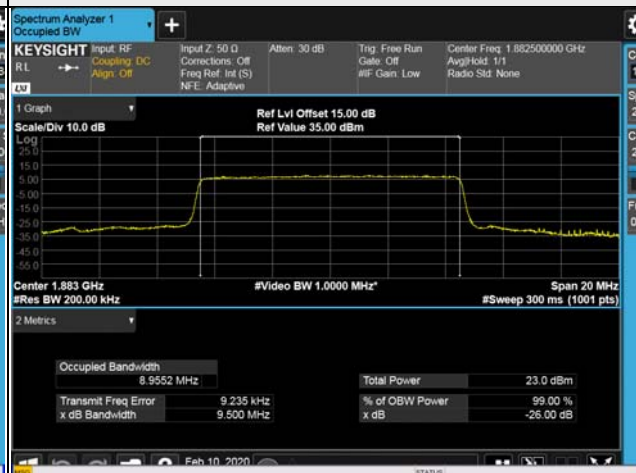 Spectrum Analyzer 1
Occupied BW
+
KEYSIGHT Input: RF
RL
Coupling: DC
Align: Off
Input Z: 50 Ω
Corrections: Off
Freq Ref: Int (S)
NFE: Adaptive
Atten: 30 dB
Trig: Free Run
Gate: Off
#IF Gain: Low
Center Freq: 1.882500000 GHz
Avg|Hold: 1/1
Radio Std: None
LXI
1 Graph
Scale/Div 10.0 dB
Ref Lvl Offset 15.00 dB
Ref Value 35.00 dBm
Log
25.0
15.0
5.00
-5.00
-15.0
-25.0
-35.0
-45.0
-55.0
Center 1.883 GHz
#Res BW 200.00 kHz
#Video BW 1.0000 MHz*
Span 20 MHz
#Sweep 300 ms (1001 pts)
2 Metrics
Occupied Bandwidth
8.9552 MHz
Total Power 23.0 dBm
Transmit Freq Error 9.235 kHz
% of OBW Power 99.00 %
x dB Bandwidth 9.500 MHz
x dB -26.00 dB
Feb 10, 2020
MSG
STATUS